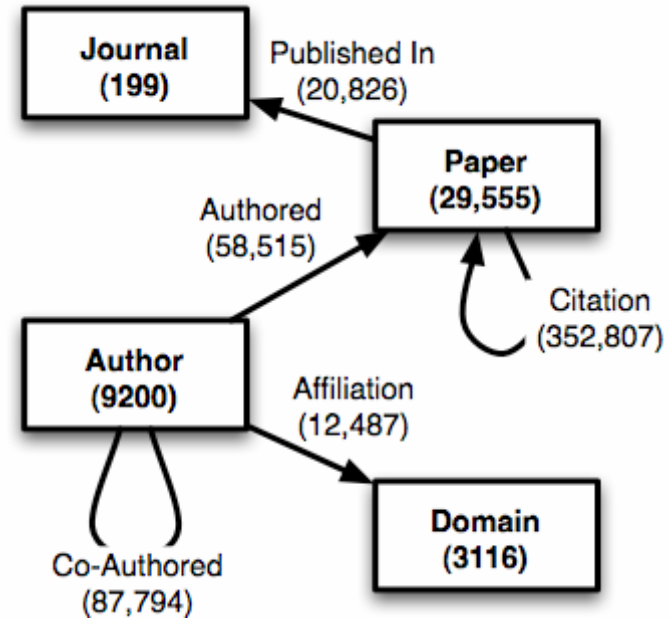 Journal
(199)
Published In
(20,826)
Paper
(29,555)
Authored
(58,515)
Citation
(352,807)
Author
(9200)
Affiliation
(12,487)
Domain
(3116)
Co-Authored
(87,794)